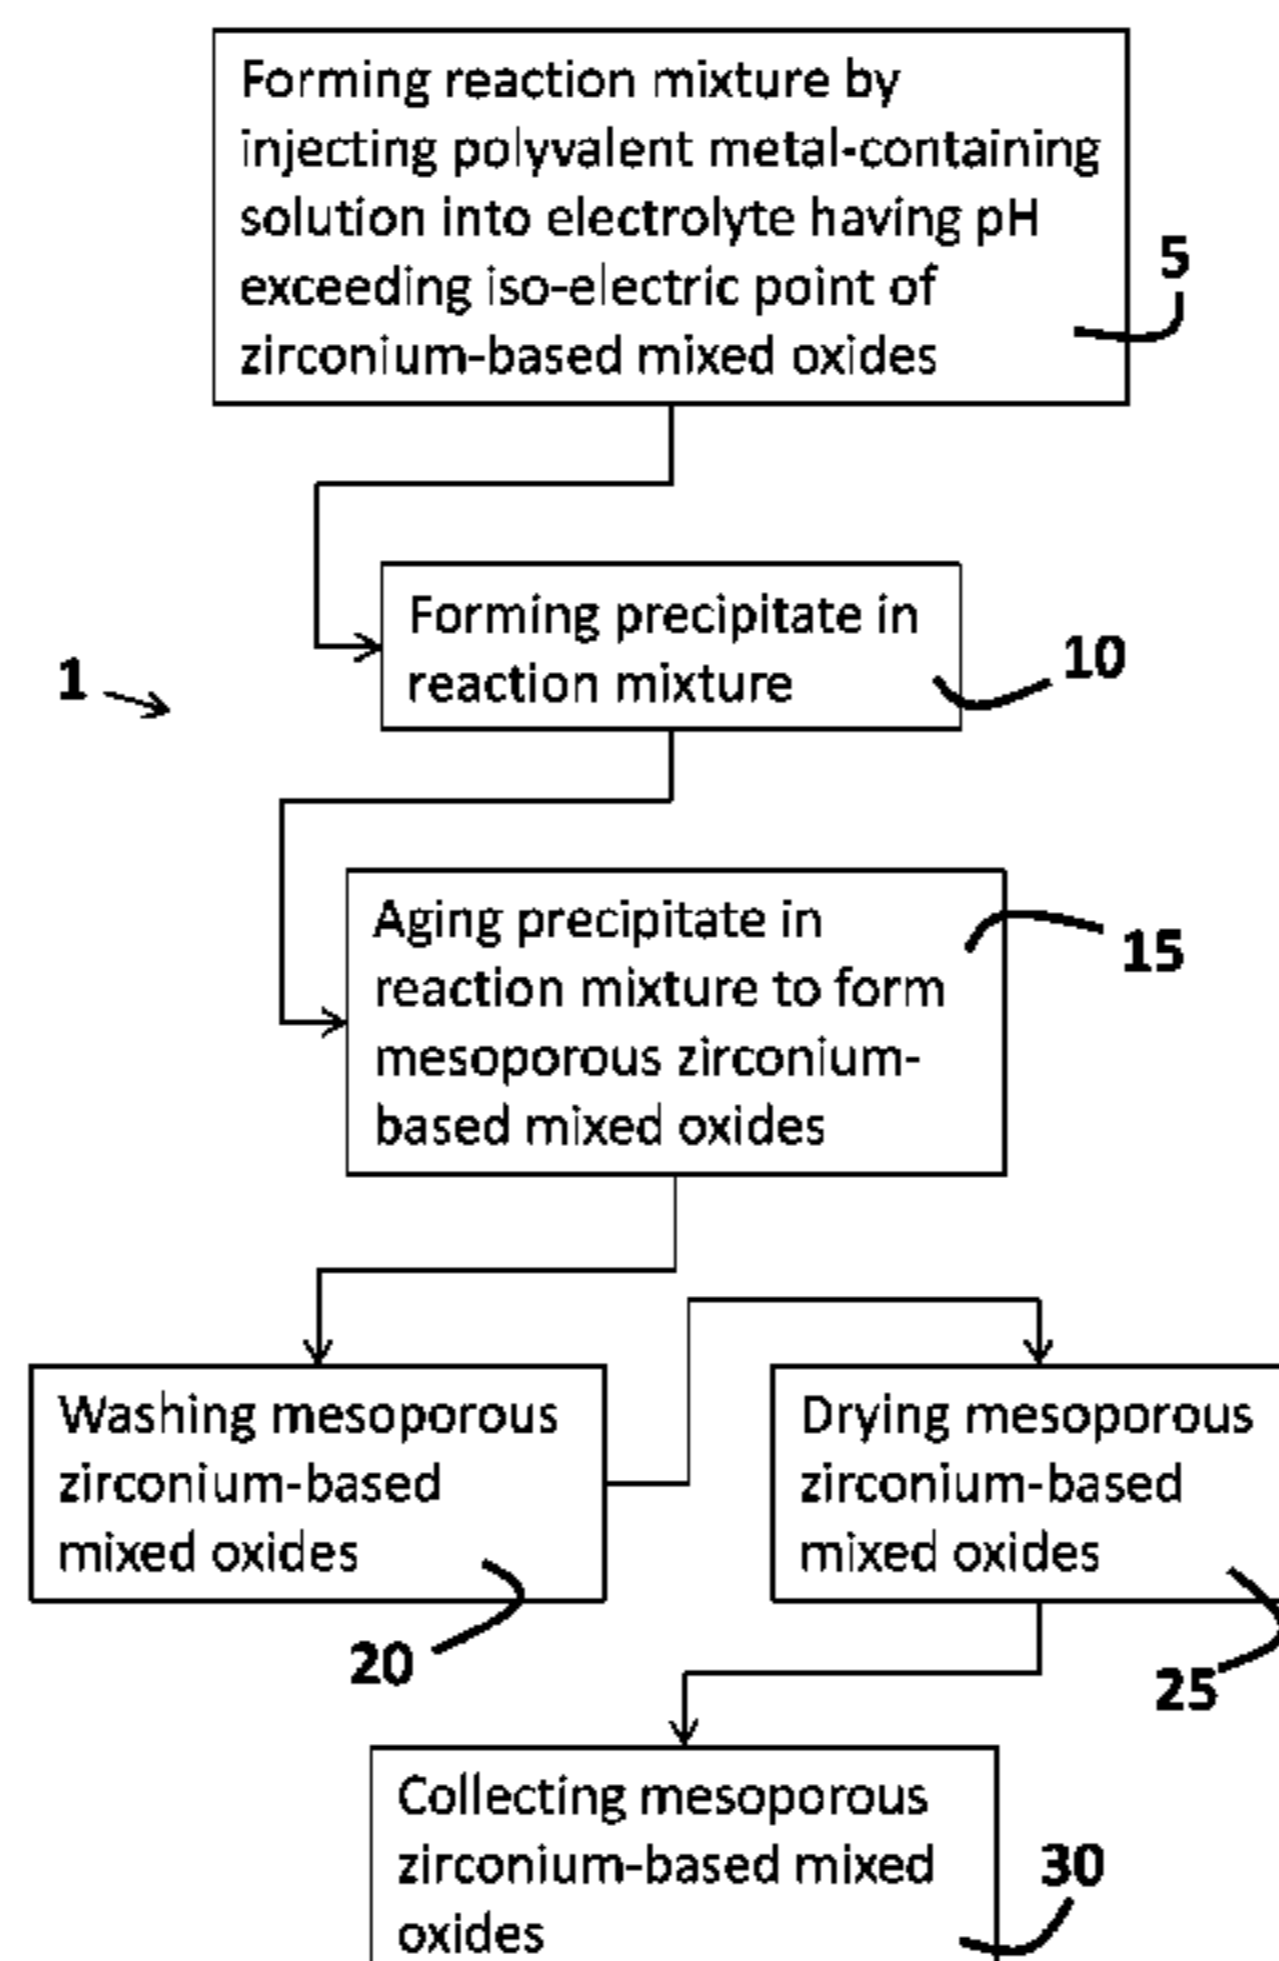 Forming reaction mixture by
injecting polyvalent metal-containing
solution into electrolyte having pH
exceeding iso-electric point of
zirconium-based mixed oxides
5
Forming precipitate in
reaction mixture
10
1
Aging precipitate in
reaction mixture to form
mesoporous zirconium-
based mixed oxides
15
Washing mesoporous
zirconium-based
mixed oxides
20
Drying mesoporous
zirconium-based
mixed oxides
25
Collecting mesoporous
zirconium-based mixed
oxides
30